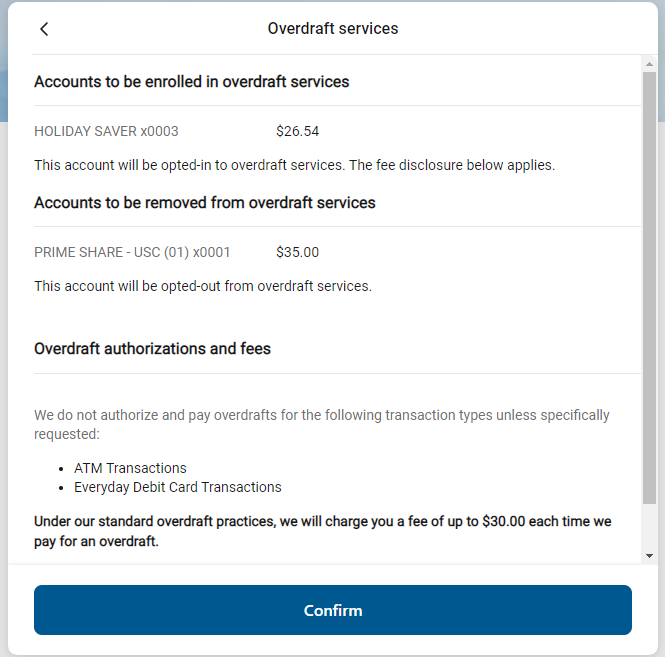 Overdraft services
Accounts to be enrolled in overdraft services
HOLIDAY SAVER x0003 $26.54
This account will be opted-in to overdraft services. The fee disclosure below applies.
Accounts to be removed from overdraft services
PRIME SHARE - USC (01) x0001 $35.00
This account will be opted-out from overdraft services.
Overdraft authorizations and fees
We do not authorize and pay overdrafts for the following transaction types unless specifically
requested:
• ATM Transactions
• Everyday Debit Card Transactions
Under our standard overdraft practices, we will charge you a fee of up to $30.00 each time we
pay for an overdraft.
Confirm